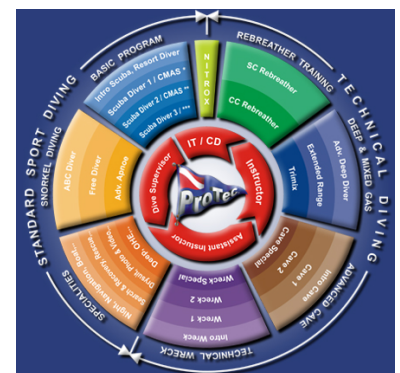 STANDARD SPORT DIVING
TECHNICAL DIVING
BASIC PROGRAM
Intro Scuba, Resort Diver
Scuba Diver 1 / CMAS *
Scuba Diver 2 / CMAS **
Scuba Diver 3 / ***
NITROX
REBREATHER TRAINING
SC Rebreather
CC Rebreather
DEEP & MIXED GAS
Adv. Deep Diver
Extended Range
Trimix
ADVANCED CAVE
Intro Cave
Cave 1
Cave 2
Cave Special
TECHNICAL WRECK
Intro Wreck
Wreck 1
Wreck 2
Wreck Special
SPECIALITIES
Night, Navigation, Boat..
Search Recovery, Rescue..
Drysuit, Photo Video..
Deep, ONE..
SNORKEL DIVING
ABC Diver
Free Diver
Adv. Apnoe
IT / CD
Instructor
Assistant Instructor
Dive Supervisor
ProTec